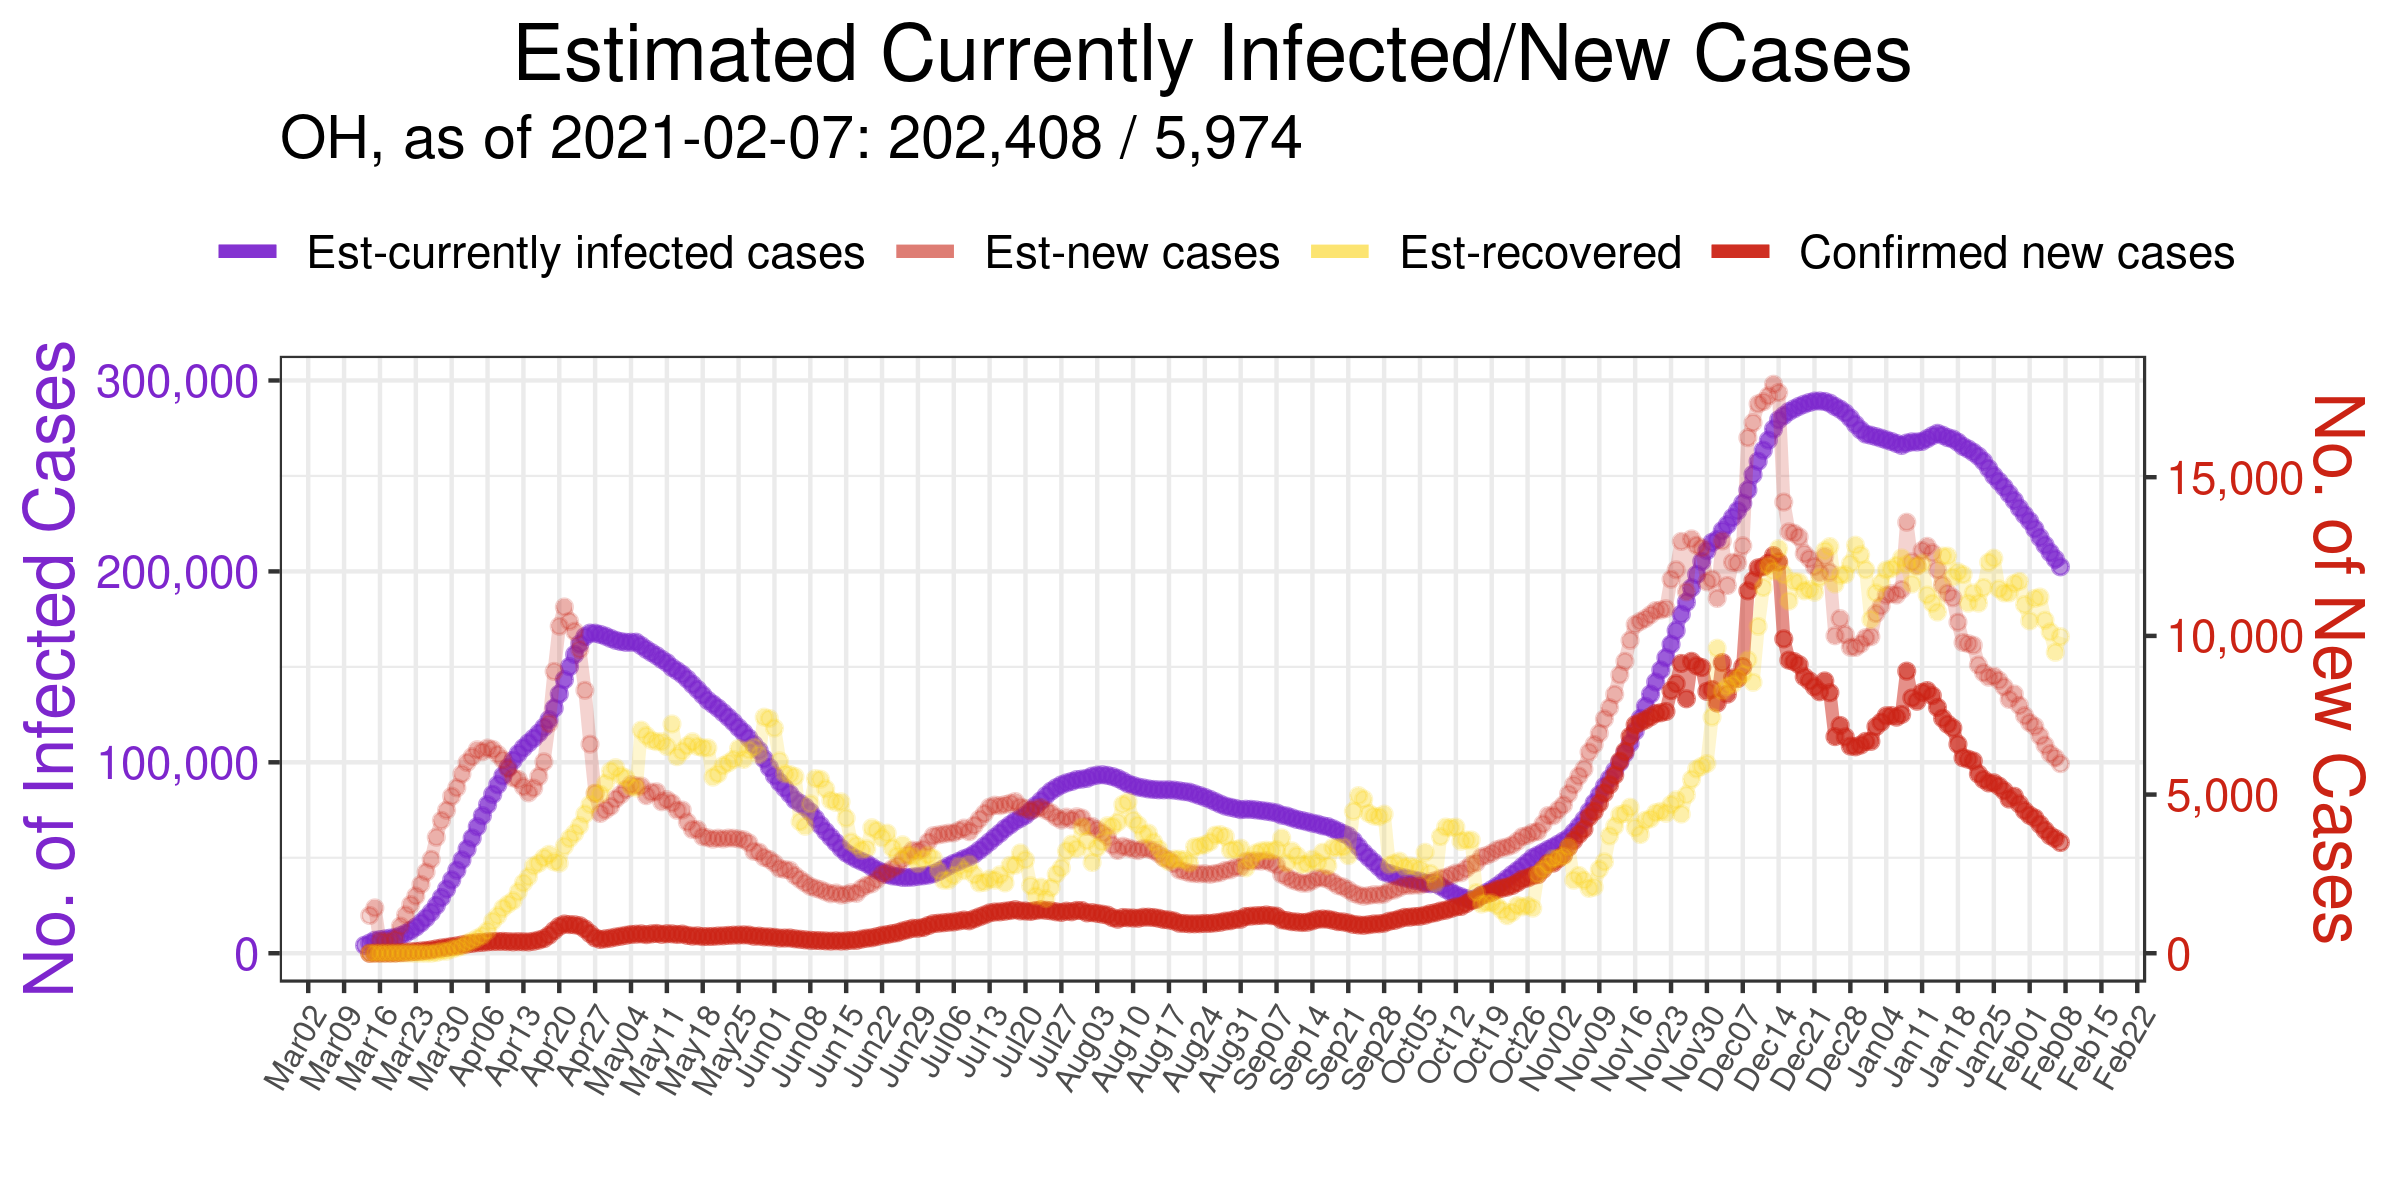 Estimated Currently Infected/New Cases
OH, as of 2021-02-07: 202,408 / 5,974
Est-currently infected cases Est-new cases Est-recovered Confirmed new cases
No. of Infected Cases
300,000
200,000
100,000
0
15,000
10,000
5,000
0
No. of New Cases
Mar02 Mar09 Mar16 Mar23 Mar30 Apr06 Apr13 Apr20 Apr27 May04 May11 May18 May25 Jun01 Jun08 Jun15 Jun22 Jun29 Jul06 Jul13 Jul20 Jul27 Aug03 Aug10 Aug17 Aug24 Aug31 Sep07 Sep14 Sep21 Sep28 Oct05 Oct12 Oct19 Oct26 Nov02 Nov09 Nov16 Nov23 Nov30 Dec07 Dec14 Dec21 Dec28 Jan04 Jan11 Jan18 Jan25 Feb01 Feb08 Feb15 Feb22